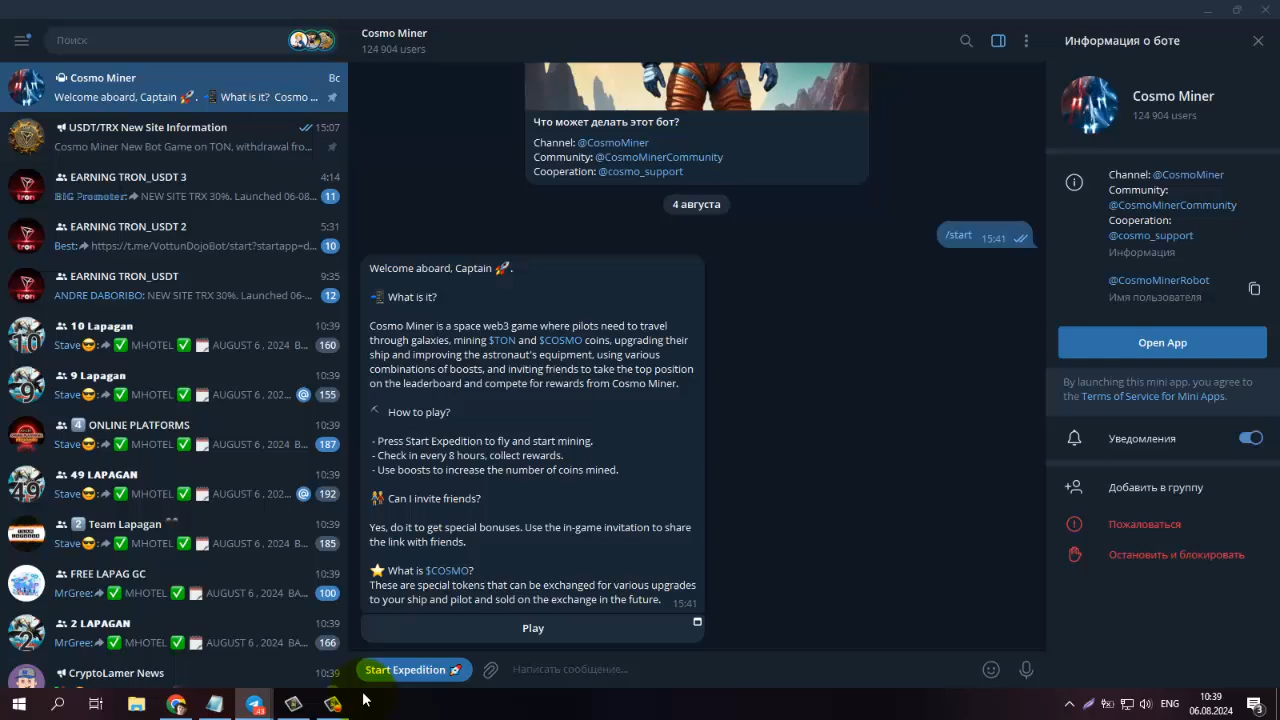 Поиск
Cosmo Miner
Вс
Welcome aboard, Captain 🚀. 📲 What is it? Cosmo ...
USDT/TRX New Site Information
15:07
Cosmo Miner New Bot Game on TON, withdrawal fro...
EARNING TRON_USDT 3
4:14
BIG Promoter: NEW SITE TRX 30%. Launched 06-08...
11
EARNING TRON_USDT 2
5:31
Best: https://t.me/VottunDojoBot/start?startapp=d...
10
EARNING TRON_USDT
9:35
ANDRE DABORIBO: NEW SITE TRX 30%. Launched 06-...
12
10 Lapagan
10:39
Stave😎: ✅ MHOTEL ✅ 🗓 AUGUST 6 , 2024 B...
160
9 Lapagan
10:39
Stave😎: ✅ MHOTEL ✅ 🗓 AUGUST 6, 202...
@
155
4 ONLINE PLATFORMS
10:39
Stave😎: ✅ MHOTEL ✅ 🗓 AUGUST 6 , 2024 B...
187
49 LAPAGAN
10:39
Stave😎: ✅ MHOTEL ✅ 🗓 AUGUST 6 , 202...
@
192
2 Team Lapagan
10:39
Stave😎: ✅ MHOTEL ✅ 🗓 AUGUST 6 , 2024 B...
185
FREE LAPAG GC
10:39
MrGree: ✅ MHOTEL ✅ 🗓 AUGUST 6 , 2024 BA...
100
2 LAPAGAN
10:39
MrGree: ✅ MHOTEL ✅ 🗓 AUGUST 6 , 2024 BA...
166
CryptoLamer News
10:39
Cosmo Miner
124 904 users
Что может делать этот бот?
Channel: @CosmoMiner
Community: @CosmoMinerCommunity
Cooperation: @cosmo_support
4 августа
/start 15:41
Welcome aboard, Captain 🚀.
📲 What is it?
Cosmo Miner is a space web3 game where pilots need to travel
through galaxies, mining $TON and $COSMO coins, upgrading their
ship and improving the astronaut's equipment, using various
combinations of boosts, and inviting friends to take the top position
on the leaderboard and compete for rewards from Cosmo Miner.
⛏ How to play?
- Press Start Expedition to fly and start mining.
- Check in every 8 hours, collect rewards.
- Use boosts to increase the number of coins mined.
👫 Can I invite friends?
Yes, do it to get special bonuses. Use the in-game invitation to share
the link with friends.
⭐ What is $COSMO?
These are special tokens that can be exchanged for various upgrades
to your ship and pilot and sold on the exchange in the future. 15:41
Play
Start Expedition 🚀
Написать сообщение...
Информация о боте
Cosmo Miner
124 904 users
Channel: @CosmoMiner
Community:
@CosmoMinerCommunity
Cooperation:
@cosmo_support
Информация
@CosmoMinerRobot
Имя пользователя
Open App
By launching this mini app, you agree to
the Terms of Service for Mini Apps.
Уведомления
Добавить в группу
Пожаловаться
Остановить и блокировать
43
ENG
10:39
06.08.2024
3